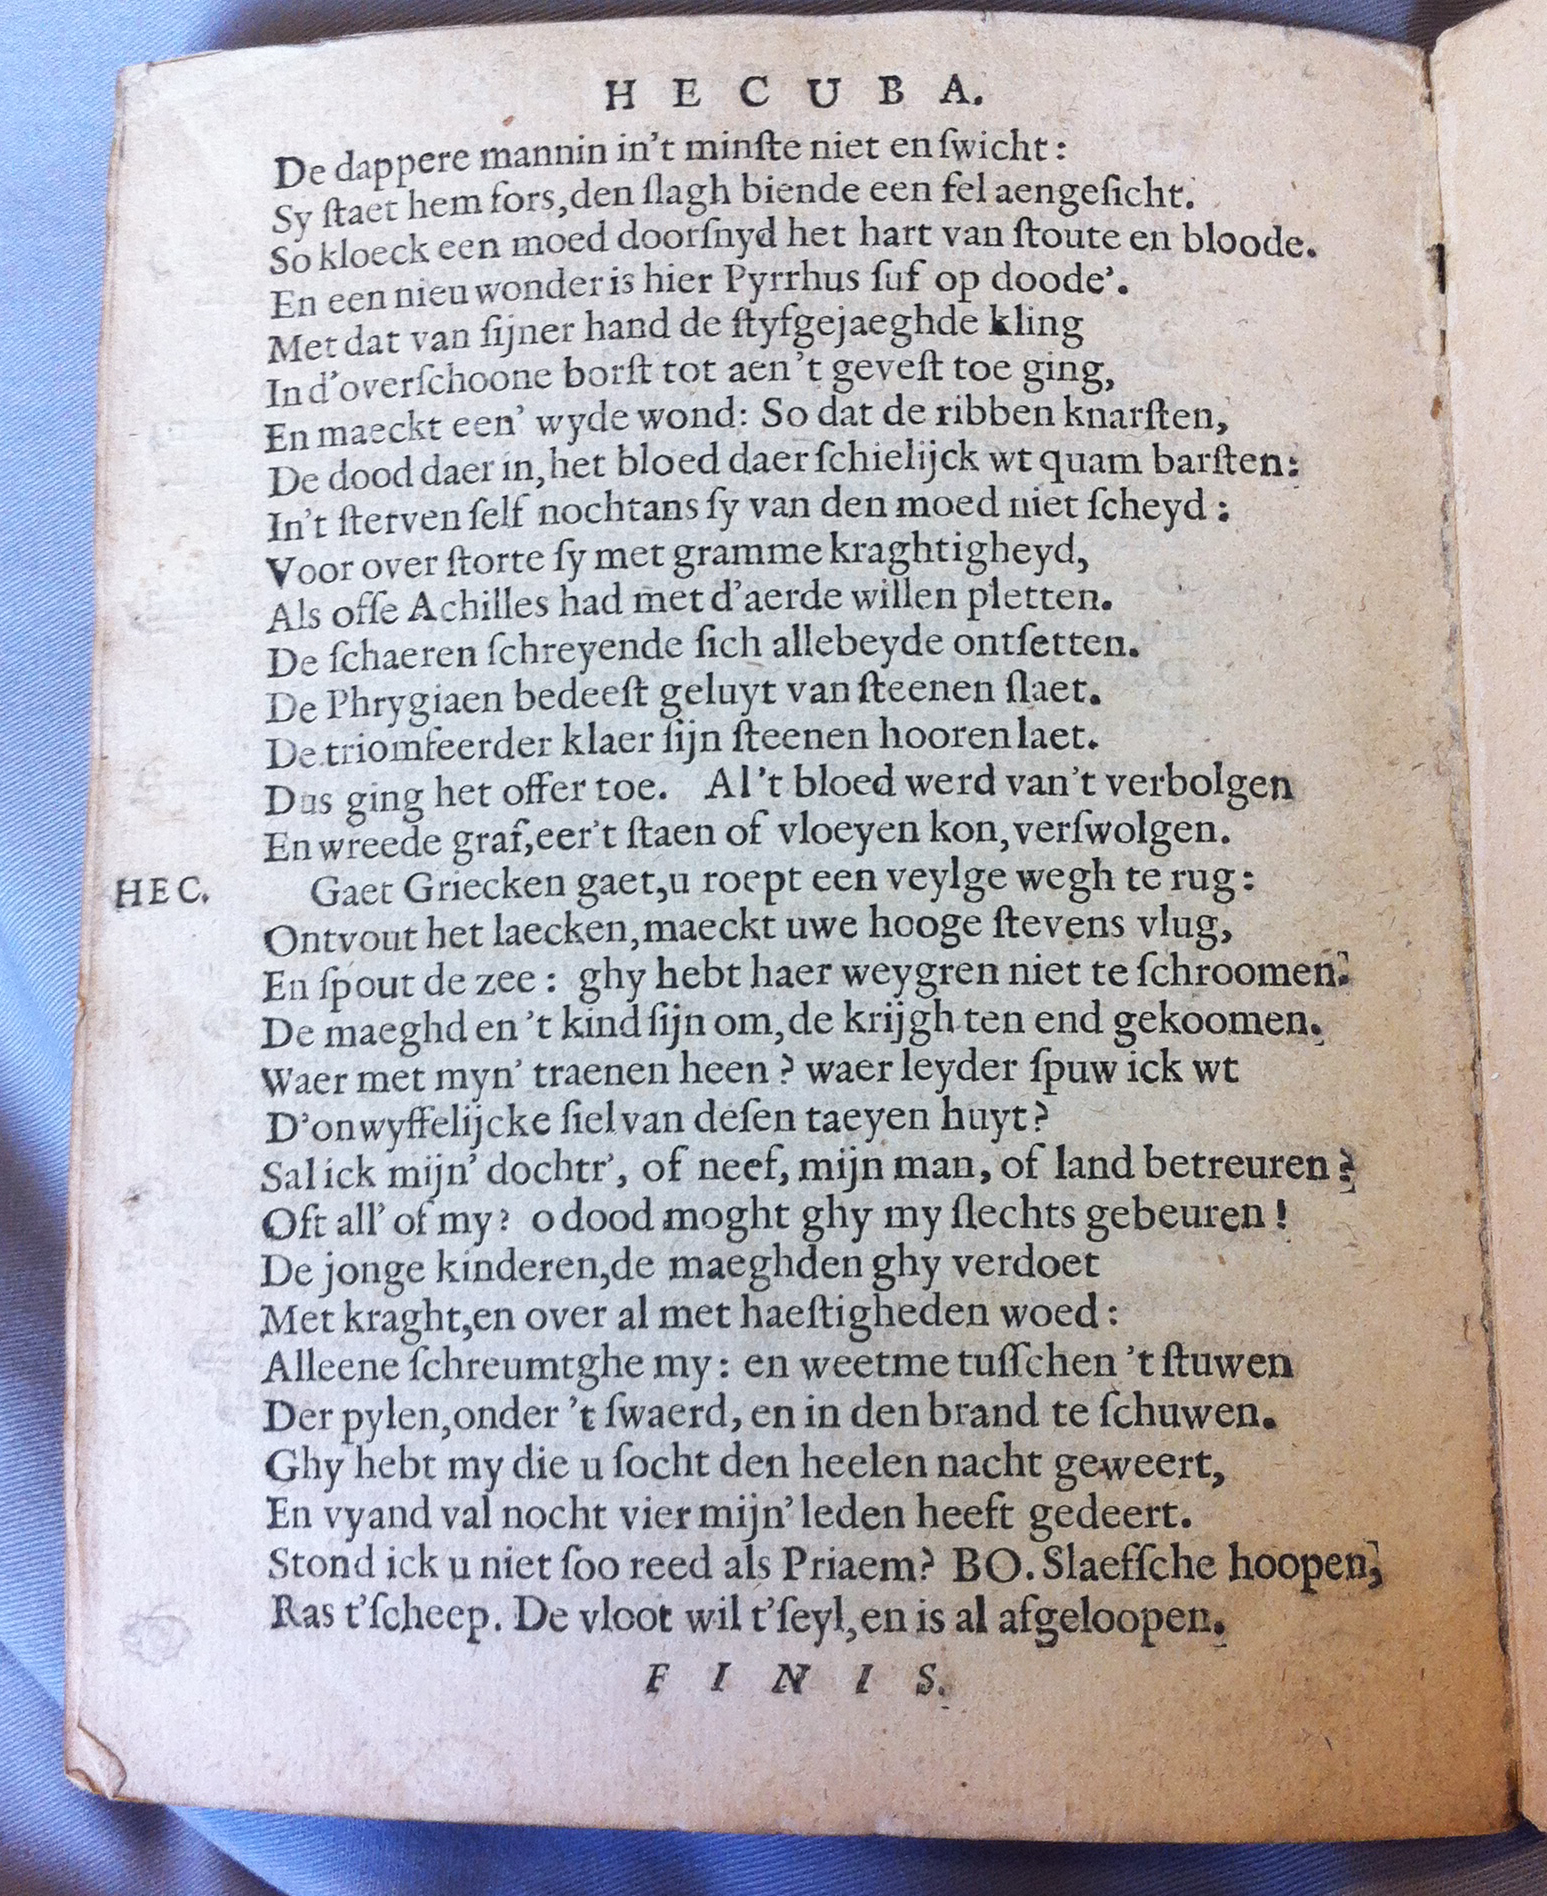 HECUBA.
De dappere mannin in't minſte niet en ſwicht:
Sy ſtaet hem fors, den ſlagh biende een fel aengeſicht.
So kloeck een moed doorſnyd het hart van ſtoute en bloode.
En een nieu wonder is hier Pyrrhus ſuf op doode'.
Met dat van ſijner hand de ſtyfgejaeghde kling
In d'overſchoone borſt tot aen't geveſt toe ging,
En maeckt een' wyde wond: So dat de ribben knarſten,
De dood daer in, het bloed daer ſchielijck wt quam barſten:
In't ſterven ſelf nochtans ſy van den moed niet ſcheyd:
Voor over ſtorte ſy met gramme kraghtigheyd,
Als ofſe Achilles had met d'aerde willen pletten.
De ſchaeren ſchreyende ſich allebeyde ontſetten.
De Phrygiaen bedeeſt geluyt van ſteenen ſlaet.
De triomfeerder klaer ſijn ſteenen hooren laet.
Dus ging het offer toe. Al't bloed werd van't verbolgen
En wreede graf, eer't ſtaen of vloeyen kon, verſwolgen.
HEC. Gaet Griecken gaet, u roept een veylge wegh te rug:
Ontvout het laecken, maeckt uwe hooge ſtevens vlug,
En ſpout de zee: ghy hebt haer weygren niet te ſchroomen.
De maeghd en 't kind ſijn om, de krijgh ten end gekoomen.
Waer met myn' traenen heen? waer leyder ſpuw ick wt
D'onwyffelijcke ſiel van deſen taeyen huyt?
Sal ick mijn' dochtr', of neef, mijn man, of land betreuren?
Oft all' of my? o dood moght ghy my ſlechts gebeuren!
De jonge kinderen, de maeghden ghy verdoet
Met kraght, en over al met haeſtigheden woed:
Alleene ſchreumtghe my: en weetme tuſſchen 't ſtuwen
Der pylen, onder 't ſwaerd, en in den brand te ſchuwen.
Ghy hebt my die u ſocht den heelen nacht geweert,
En vyand val nocht vier mijn' leden heeft gedeert.
Stond ick u niet ſoo reed als Priaem? BO. Slaefſche hoopen,
Ras t'ſcheep. De vloot wil t'ſeyl, en is al afgeloopen.
FINIS.